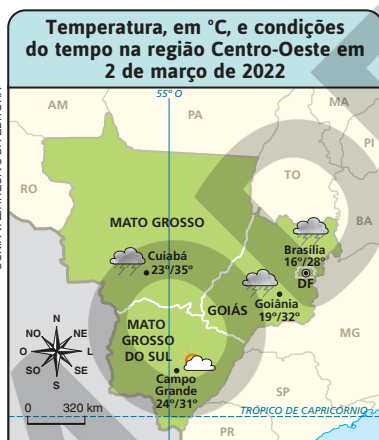 Temperatura, em °C, e condições
do tempo na região Centro-Oeste em
2 de março de 2022
55° O
AM
PA
MA
PI
TO
RO
BA
MATO GROSSO
Cuiabá
23°/35°
Brasília
16°/28°
DF
Goiânia
19°/32°
GOIÁS
MATO
GROSSO
DO SUL
Campo
Grande
24°/31°
MG
SP
PR
TRÓPICO DE CAPRICÓRNIO
N
NO
NE
O
L
SO
SE
S
0
320 km